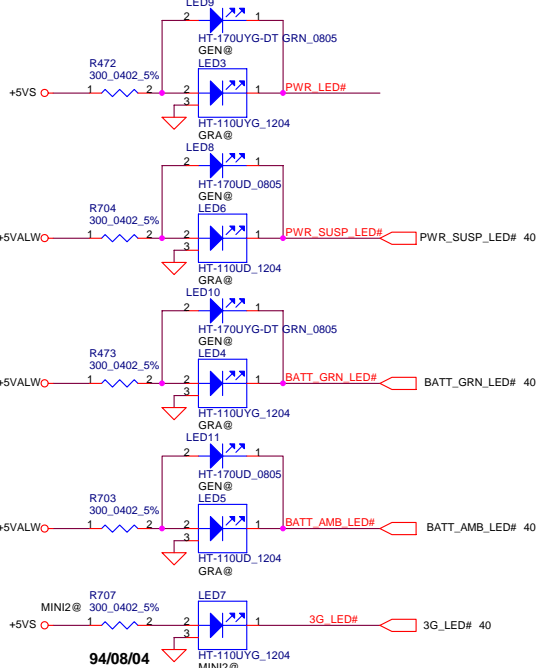 LED9
2 1
HT-170UYG-DT GRN_0805
GEN@
R472
300_0402_5%
LED3
+5VS 1 2 2 1 PWR_LED#
3
HT-110UYG_1204
GRA@
LED8
2 1
HT-170UD_0805
GEN@
R704
300_0402_5%
LED6
+5VALW 1 2 2 1 PWR_SUSP_LED# PWR_SUSP_LED# 40
3
HT-110UD_1204
GRA@
LED10
2 1
HT-170UYG-DT GRN_0805
GEN@
R473
300_0402_5%
LED4
+5VALW 1 2 2 1 BATT_GRN_LED# BATT_GRN_LED# 40
3
HT-110UYG_1204
GRA@
LED11
2 1
HT-170UD_0805
GEN@
R703
300_0402_5%
LED5
+5VALW 1 2 2 1 BATT_AMB_LED# BATT_AMB_LED# 40
3
HT-110UD_1204
GRA@
R707
MINI2@ 300_0402_5%
LED7
+5VS 1 2 2 1 3G_LED# 3G_LED# 40
3
94/08/04
HT-110UYG_1204
MINI2@